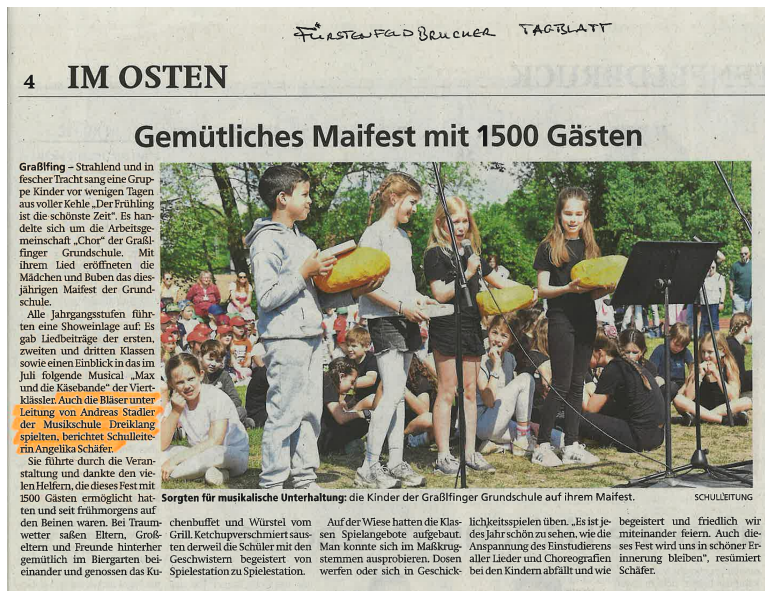 FÜRSTENFELDBRUCKER TAGBLATT
4 IM OSTEN
Gemütliches Maifest mit 1500 Gästen
Graßlfing – Strahlend und in
fescher Tracht sang eine Grup-
pe Kinder vor wenigen Tagen
aus voller Kehle „Der Frühling
ist die schönste Zeit“. Es han-
delte sich um die Arbeitsge-
meinschaft „Chor“ der Graßl-
finger Grundschule. Mit
ihrem Lied eröffneten die
Mädchen und Buben das dies-
jährigen Maifest der Grund-
schule.
Alle Jahrgangsstufen führ-
ten eine Showeinlage auf: Es
gab Liedbeiträge der ersten,
zweiten und dritten Klassen
sowie einen Einblick in das im
Juli folgende Musical „Max
und die Käsebande“ der Viert-
klässler. Auch die Bläser unter
Leitung von Andreas Stadler
der Musikschule Dreiklang
spielten, berichtet Schulleite-
rin Angelika Schäfer.
Sie führte durch die Veran-
staltung und dankte den vie-
len Helfern, die dieses Fest mit
1500 Gästen ermöglicht hat-
ten und seit frühmorgens auf
den Beinen waren. Bei Traum-
wetter saßen Eltern, Groß-
eltern und Freunde hinterher
gemütlich im Biergarten bei-
einander und genossen das Ku-
Sorgten für musikalische Unterhaltung: die Kinder der Graßlfinger Grundschule auf ihrem Maifest. SCHULLEITUNG
chenbuffet und Würstel vom
Grill. Ketchupverschmiert saus-
ten derweil die Schüler mit den
Geschwistern begeistert von
Spielestation zu Spielestation.
Auf der Wiese hatten die Klas-
sen Spielangebote aufgebaut.
Man konnte sich im Maßkrug-
stemmen ausprobieren. Dosen
werfen oder sich in Geschick-
lichkeitsspielen üben. „Es ist je-
des Jahr schön zu sehen, wie die
Anspannung des Einstudierens
aller Lieder und Choreografien
bei den Kindern abfällt und wie
begeistert und friedlich wir
miteinander feiern. Auch die-
ses Fest wird uns in schöner Er-
innerung bleiben“, resümiert
Schäfer.